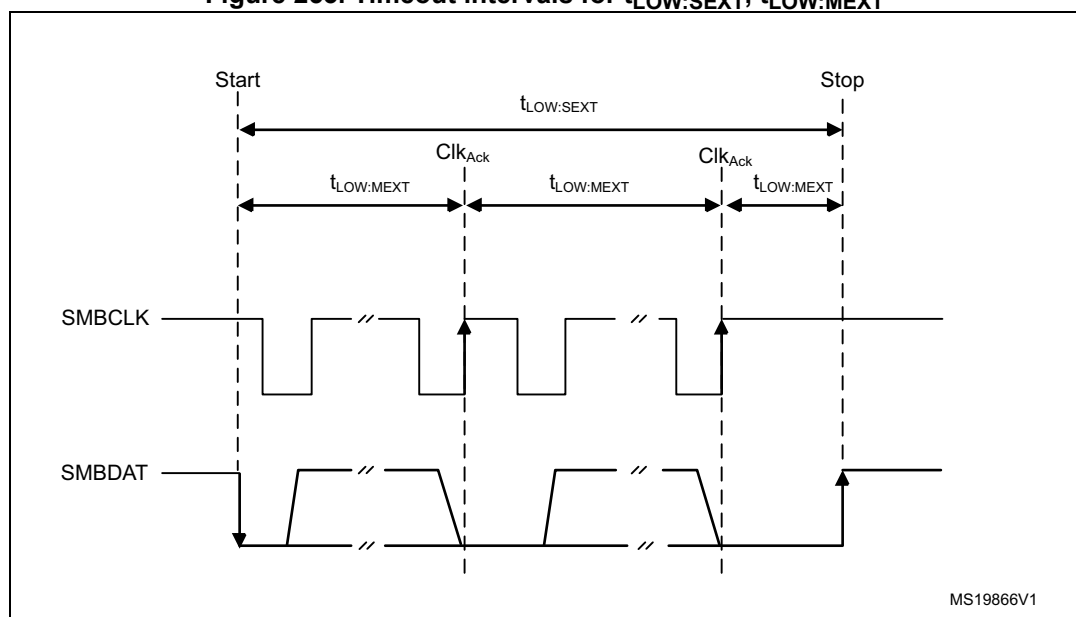 Figure Timeout intervals for tLOW:SEXT, tLOW:MEXT
Start
Stop
tLOW:SEXT
ClkAck
ClkAck
tLOW:MEXT
tLOW:MEXT
tLOW:MEXT
SMBCLK
SMBDAT
MS19866V1